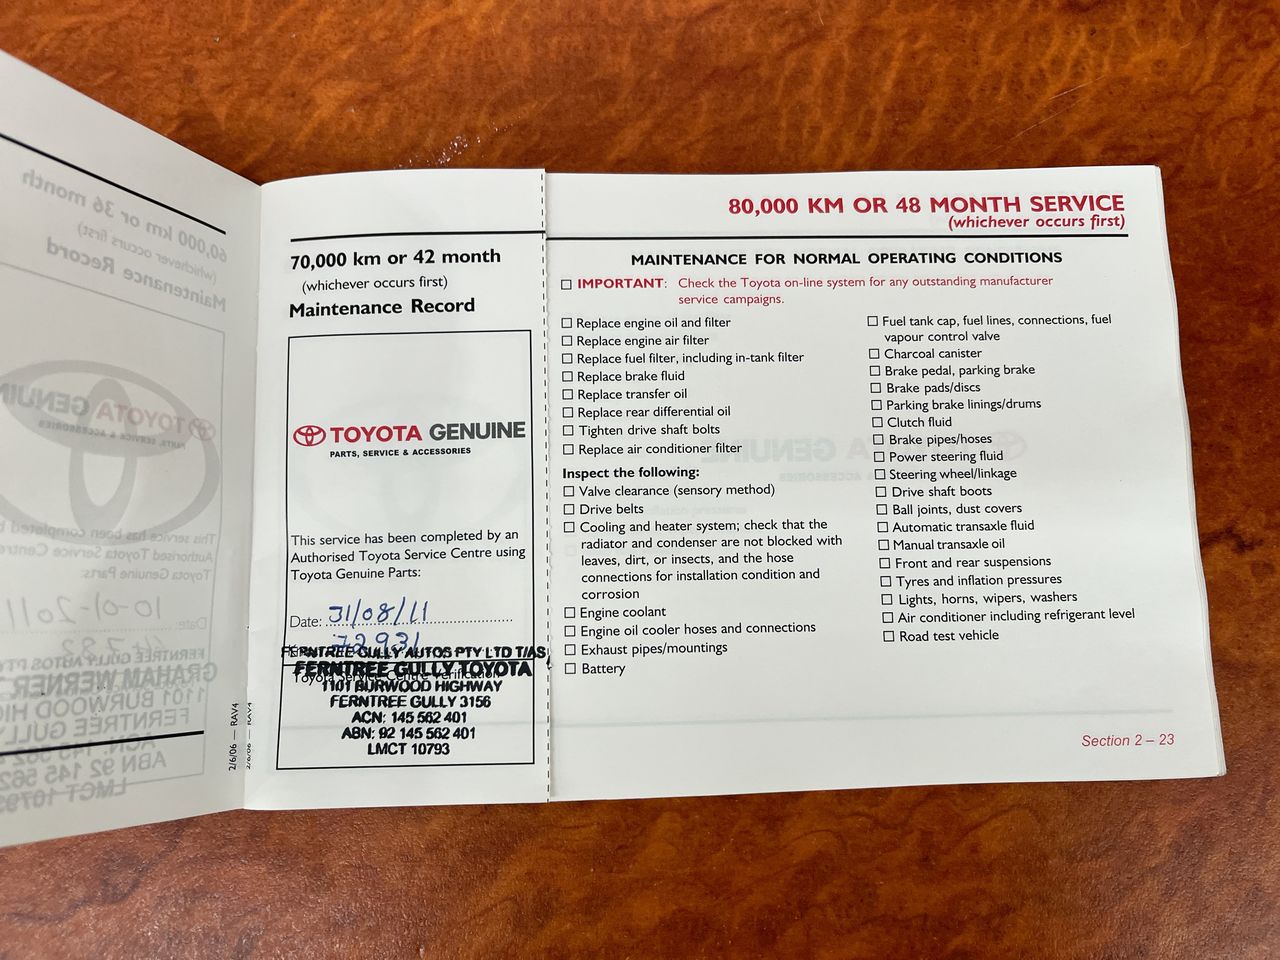 70,000 km or 42 month
(whichever occurs first)
Maintenance Record
TOYOTA GENUINE
PARTS, SERVICE & ACCESSORIES
This service has been completed by an
Authorised Toyota Service Centre using
Toyota Genuine Parts:
Date: 31/08/11
72931
FERNTREE GULLY AUTOS PTY LTD T/AS
FERNTREE GULLY TOYOTA
Toyota Service Centre Verification
1101 BURWOOD HIGHWAY
FERNTREE GULLY 3156
ACN: 145 562 401
ABN: 92 145 562 401
LMCT 10793
2/6/06 — RAV4
2/6/06 — RAV4
80,000 KM OR 48 MONTH SERVICE
(whichever occurs first)
MAINTENANCE FOR NORMAL OPERATING CONDITIONS
IMPORTANT: Check the Toyota on-line system for any outstanding manufacturer
service campaigns.
Replace engine oil and filter
Replace engine air filter
Replace fuel filter, including in-tank filter
Replace brake fluid
Replace transfer oil
Replace rear differential oil
Tighten drive shaft bolts
Replace air conditioner filter
Inspect the following:
Valve clearance (sensory method)
Drive belts
Cooling and heater system; check that the
radiator and condenser are not blocked with
leaves, dirt, or insects, and the hose
connections for installation condition and
corrosion
Engine coolant
Engine oil cooler hoses and connections
Exhaust pipes/mountings
Battery
Fuel tank cap, fuel lines, connections, fuel
vapour control valve
Charcoal canister
Brake pedal, parking brake
Brake pads/discs
Parking brake linings/drums
Clutch fluid
Brake pipes/hoses
Power steering fluid
Steering wheel/linkage
Drive shaft boots
Ball joints, dust covers
Automatic transaxle fluid
Manual transaxle oil
Front and rear suspensions
Tyres and inflation pressures
Lights, horns, wipers, washers
Air conditioner including refrigerant level
Road test vehicle
Section 2 – 23